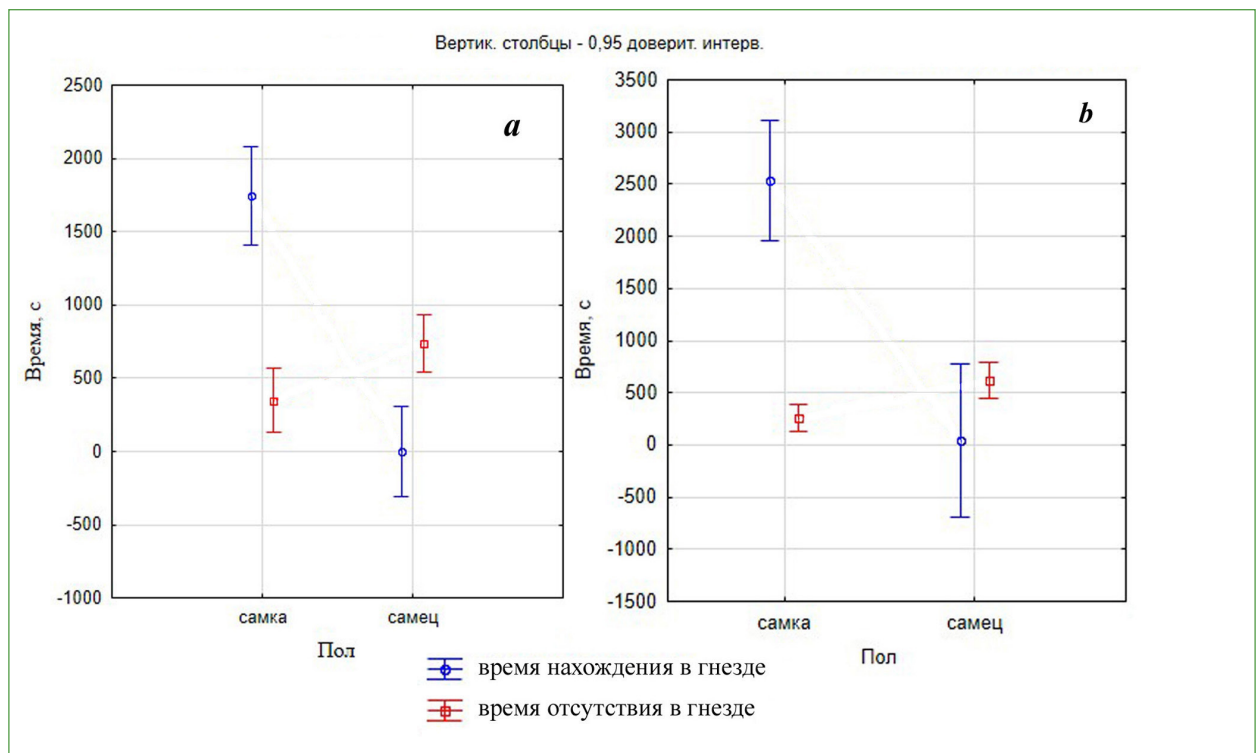 Вертик. столбцы - 0,95 доверит. интерв.
a
2500
2000
1500
1000
500
0
-500
-1000
Время, с
самка
самец
Пол
b
3500
3000
2500
2000
1500
1000
500
0
-500
-1000
-1500
Время, с
самка
самец
Пол
время нахождения в гнезде
время отсутствия в гнезде